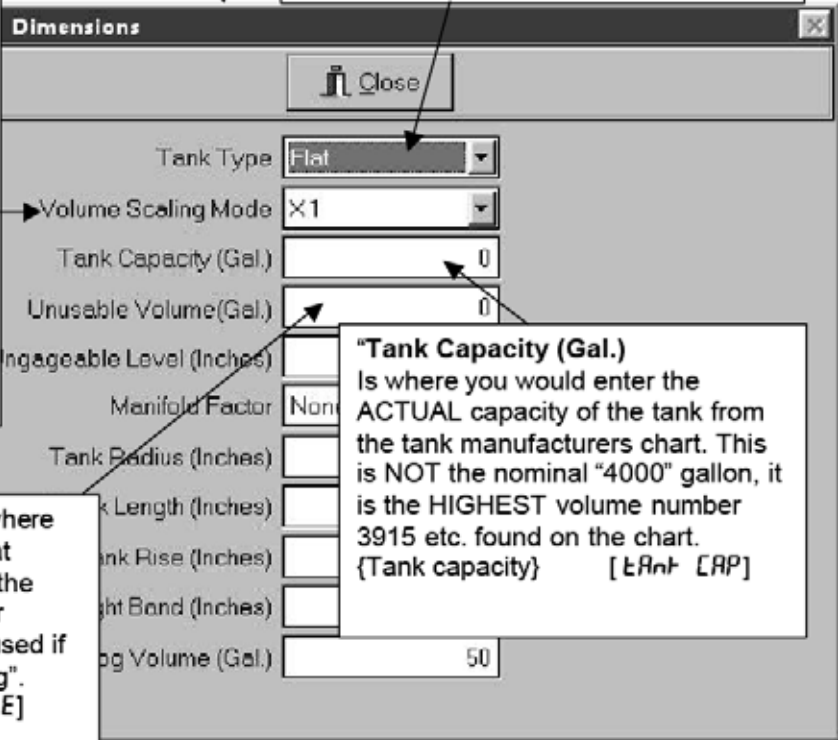 Dimensions
Close
Tank Type Flat
Volume Scaling Mode X1
Tank Capacity (Gal.) 0
Unusable Volume(Gal.) 0
Level (Inches)
Manifold Factor
Tank Radius (Inches)
Length (Inches)
Rise (Inches)
Band (Inches)
Volume (Gal.) 50
"Tank Capacity (Gal.)
Is where you would enter the
ACTUAL capacity of the tank from
the tank manufacturers chart. This
is NOT the nominal "4000" gallon, it
is the HIGHEST volume number
3915 etc. found on the chart.
{Tank capacity} [tAnk CAP]
the
used if
E]